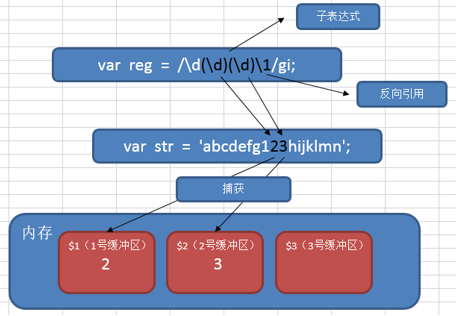 子表达式
var reg = /\d(\d)(\d)\1/gi;
反向引用
var str = 'abcdefg123hijklmn';
捕获
内存
$1（1号缓冲区）
2
$2（2号缓冲区）
3
$3（3号缓冲区）